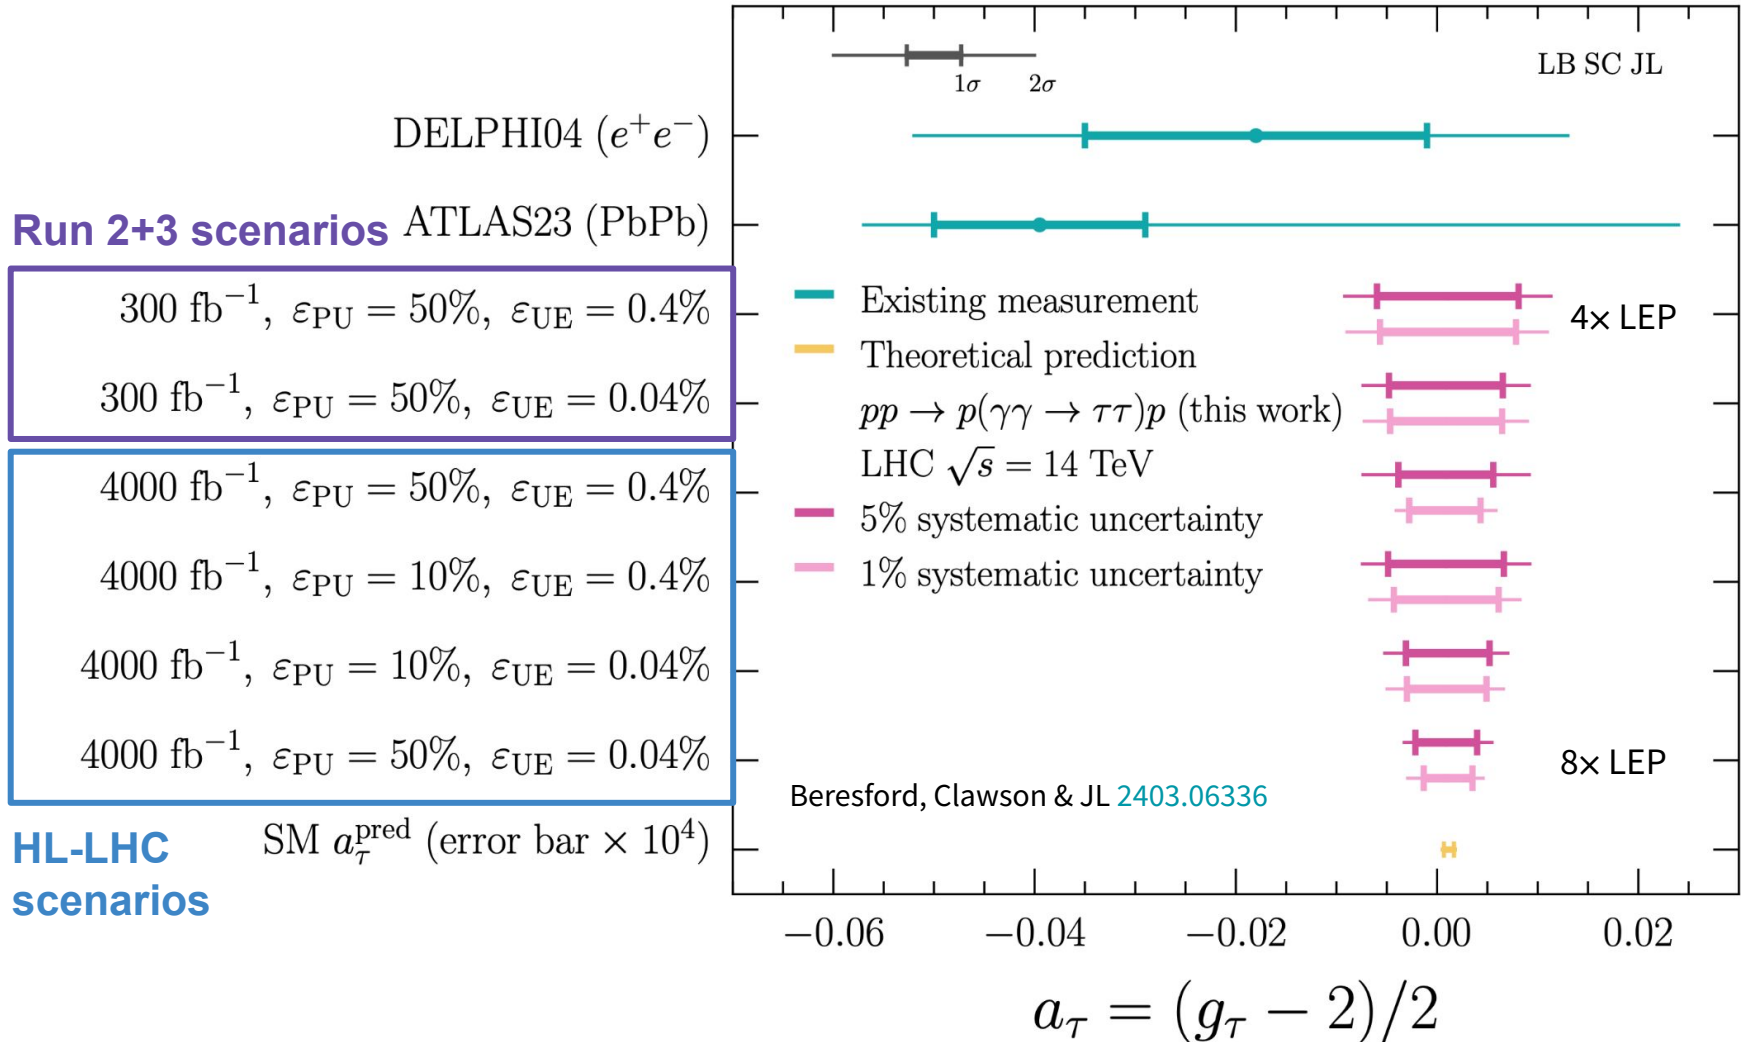 LB SC JL
1σ 2σ
DELPHI04 (e⁺e⁻)
Run 2+3 scenarios
ATLAS23 (PbPb)
300 fb⁻¹, εPU = 50%, εUE = 0.4%
300 fb⁻¹, εPU = 50%, εUE = 0.04%
4000 fb⁻¹, εPU = 50%, εUE = 0.4%
4000 fb⁻¹, εPU = 10%, εUE = 0.4%
4000 fb⁻¹, εPU = 10%, εUE = 0.04%
4000 fb⁻¹, εPU = 50%, εUE = 0.04%
HL-LHC
scenarios
SM aτ^pred (error bar × 10⁴)
Existing measurement
Theoretical prediction
pp → p(γγ → ττ)p (this work)
LHC √s = 14 TeV
5% systematic uncertainty
1% systematic uncertainty
4× LEP
8× LEP
Beresford, Clawson & JL 2403.06336
−0.06 −0.04 −0.02 0.00 0.02
aτ = (gτ − 2)/2